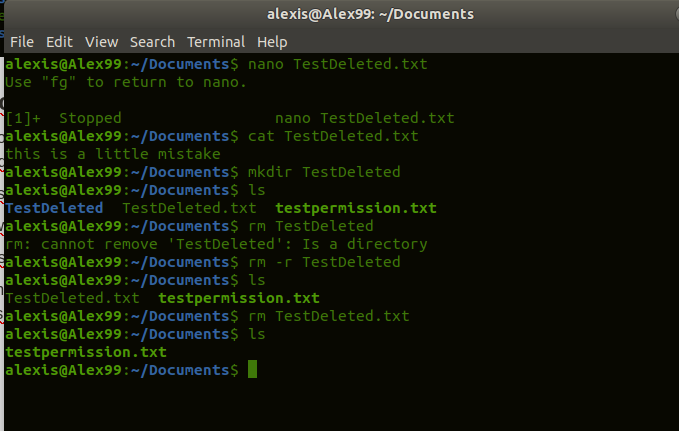 alexis@Alex99: ~/Documents
File Edit View Search Terminal Help
alexis@Alex99:~/Documents$ nano TestDeleted.txt
Use "fg" to return to nano.
[1]+  Stopped                 nano TestDeleted.txt
alexis@Alex99:~/Documents$ cat TestDeleted.txt
this is a little mistake
alexis@Alex99:~/Documents$ mkdir TestDeleted
alexis@Alex99:~/Documents$ ls
TestDeleted  TestDeleted.txt  testpermission.txt
alexis@Alex99:~/Documents$ rm TestDeleted
rm: cannot remove 'TestDeleted': Is a directory
alexis@Alex99:~/Documents$ rm -r TestDeleted
alexis@Alex99:~/Documents$ ls
TestDeleted.txt  testpermission.txt
alexis@Alex99:~/Documents$ rm TestDeleted.txt
alexis@Alex99:~/Documents$ ls
testpermission.txt
alexis@Alex99:~/Documents$